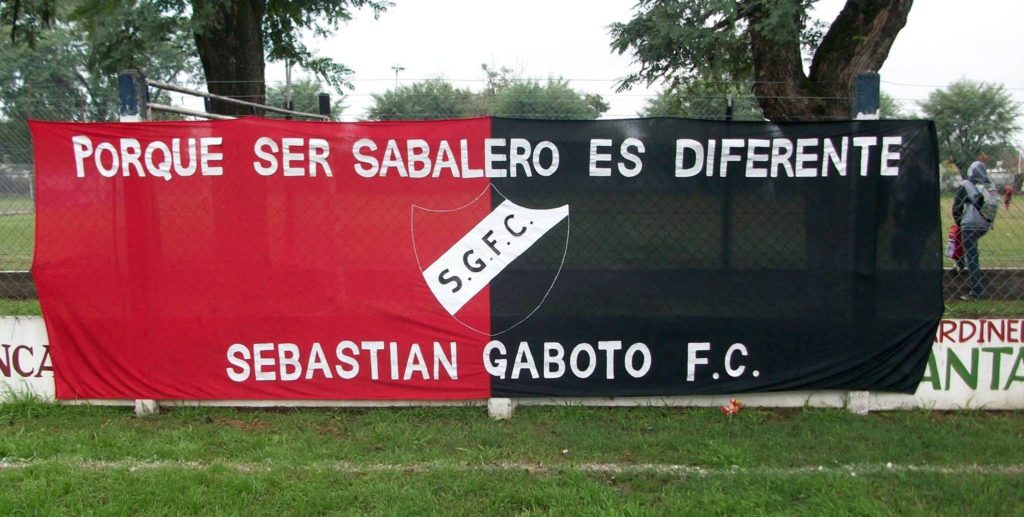 PORQUE SER SABALERO ES DIFERENTE
S.G.F.C.
SEBASTIAN GABOTO F.C.